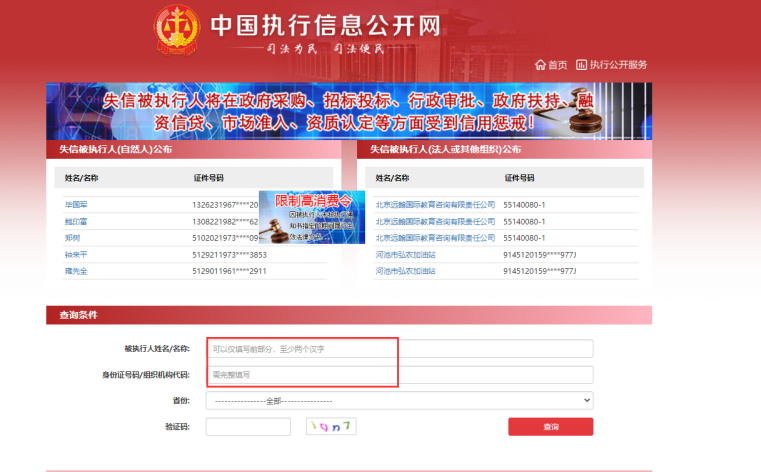 中国执行信息公开网
司法为民 司法便民
首页 执行公开服务
失信被执行人将在政府采购、招标投标、行政审批、政府扶持、融
资信贷、市场准入、资质认定等方面受到信用惩戒!
失信被执行人(自然人)公布
姓名/名称 证件号码
毕国军 1326231967****20
鲍印富 1308221982****62
郑树 5102021973****09
钟来平 5129211973****3853
雍先全 5129011961****2911
限制高消费令
失信被执行人(法人或其他组织)公布
姓名/名称 证件号码
北京远翰国际教育咨询有限责任公司 55140080-1
北京远翰国际教育咨询有限责任公司 55140080-1
北京远翰国际教育咨询有限责任公司 55140080-1
河池市弘农加油站 9145120159****977J
河池市弘农加油站 9145120159****977J
查询条件
被执行人姓名/名称: 可以仅填写前部分、至少两个汉字
身份证号码/组织机构代码: 需完整填写
省份: ----------------全部----------------
验证码: 查询